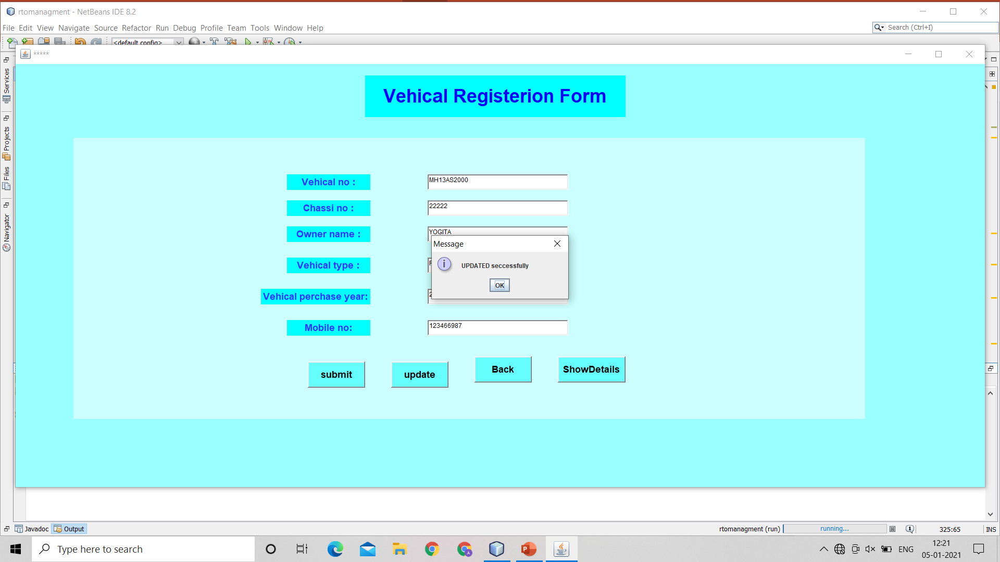 rtomanagment - NetBeans IDE 8.2
File Edit View Navigate Source Refactor Run Debug Profile Team Tools Window Help
Search (Ctrl+I)
<default config>
*****
Services
Projects
Files
Navigator
Vehical Registerion Form
Vehical no :
MH13AS2000
Chassi no :
22222
Owner name :
YOGITA
Message
UPDATED seccessfully
OK
Vehical type :
Vehical perchase year:
2
Mobile no:
123466987
submit
update
Back
ShowDetails
Javadoc
Output
rtomanagment (run)
running...
1
325:65
INS
Type here to search
ENG
12:21
05-01-2021